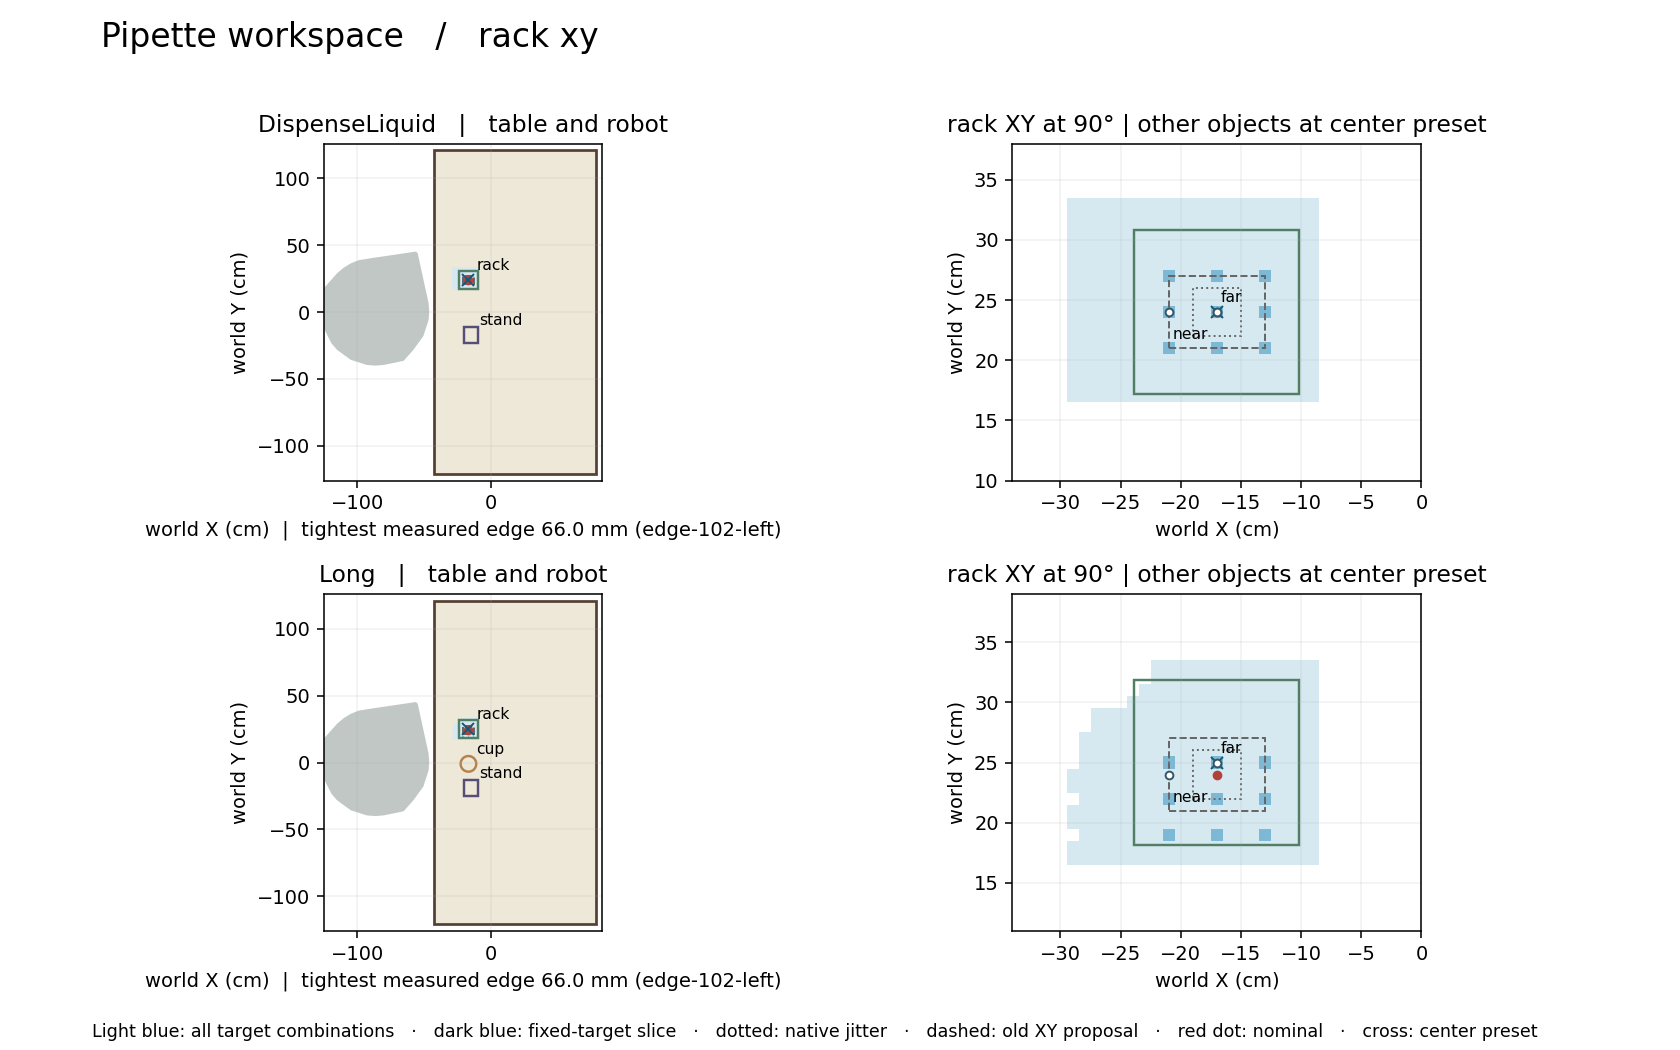 Pipette workspace / rack xy
DispenseLiquid | table and robot
100
50
0
−50
−100
world Y (cm)
rack
stand
−100
0
world X (cm) | tightest measured edge 66.0 mm (edge-102-left)
rack XY at 90° | other objects at center preset
35
30
25
20
15
10
world Y (cm)
far
near
−30
−25
−20
−15
−10
−5
0
world X (cm)
Long | table and robot
100
50
0
−50
−100
world Y (cm)
rack
cup
stand
−100
0
world X (cm) | tightest measured edge 66.0 mm (edge-102-left)
rack XY at 90° | other objects at center preset
35
30
25
20
15
world Y (cm)
far
near
−30
−25
−20
−15
−10
−5
0
world X (cm)
Light blue: all target combinations · dark blue: fixed-target slice · dotted: native jitter · dashed: old XY proposal · red dot: nominal · cross: center preset